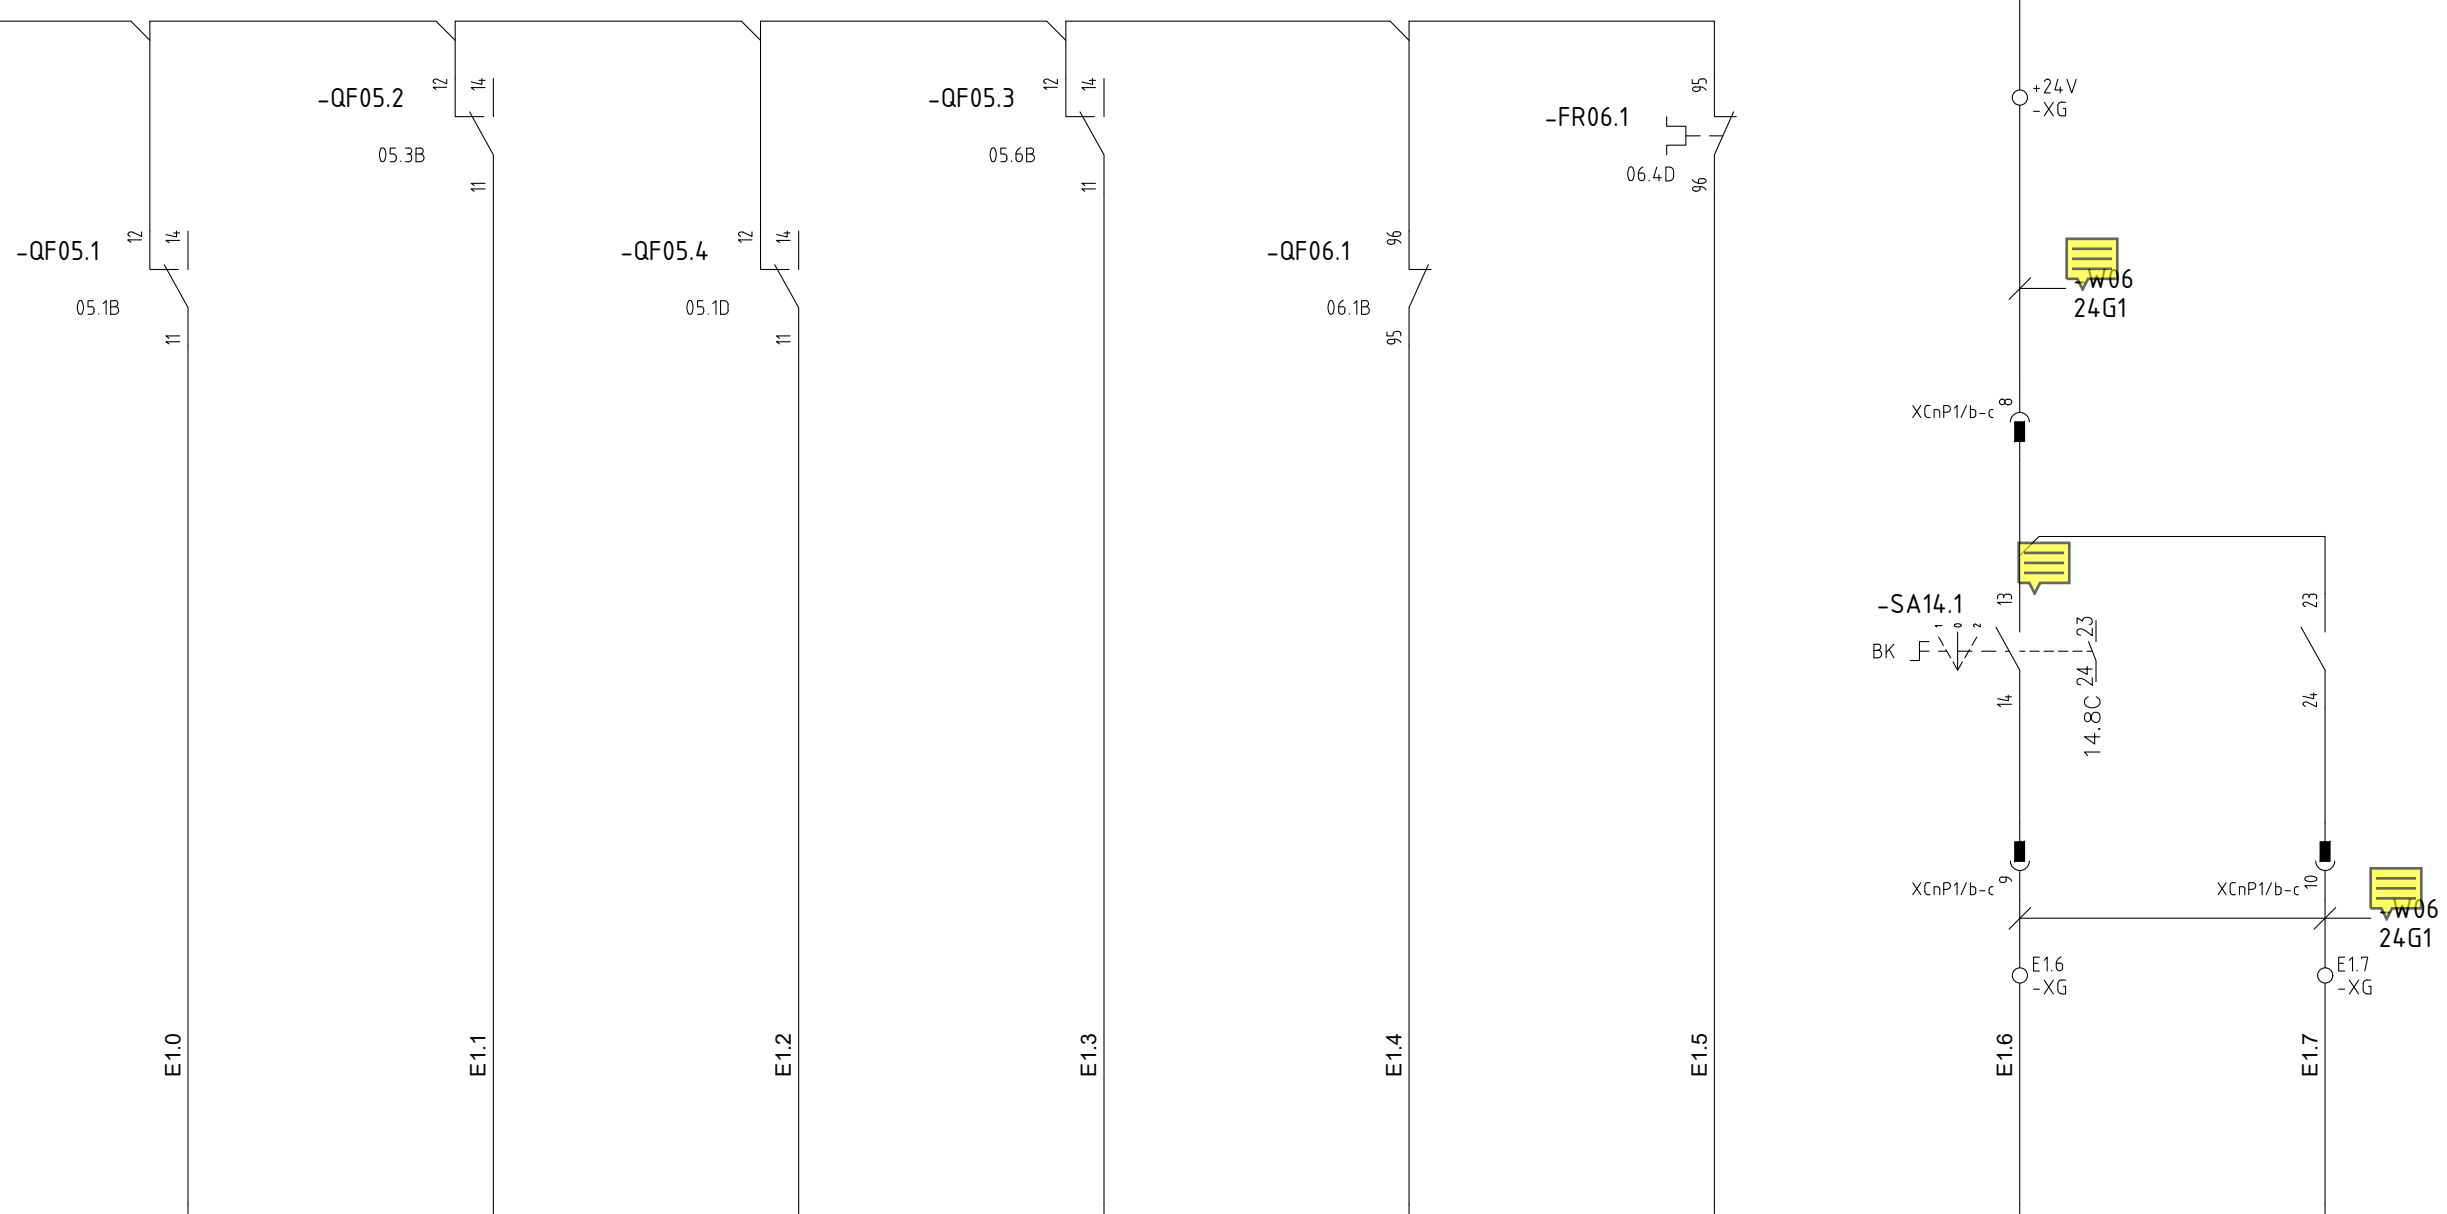 -QF05.1
12
14
05.1B
11
E1.0
-QF05.2
12
14
05.3B
11
E1.1
-QF05.4
12
14
05.1D
11
E1.2
-QF05.3
12
14
05.6B
11
E1.3
-QF06.1
96
06.1B
95
E1.4
-FR06.1
95
06.4D
96
E1.5
+24V
-XG
-W06
24G1
XCnP1/b-c
8
-SA14.1
13
BK
1
0
2
14
23
24
14.8C
XCnP1/b-c
9
E1.6
-XG
E1.6
23
24
XCnP1/b-c
10
-W06
24G1
E1.7
-XG
E1.7